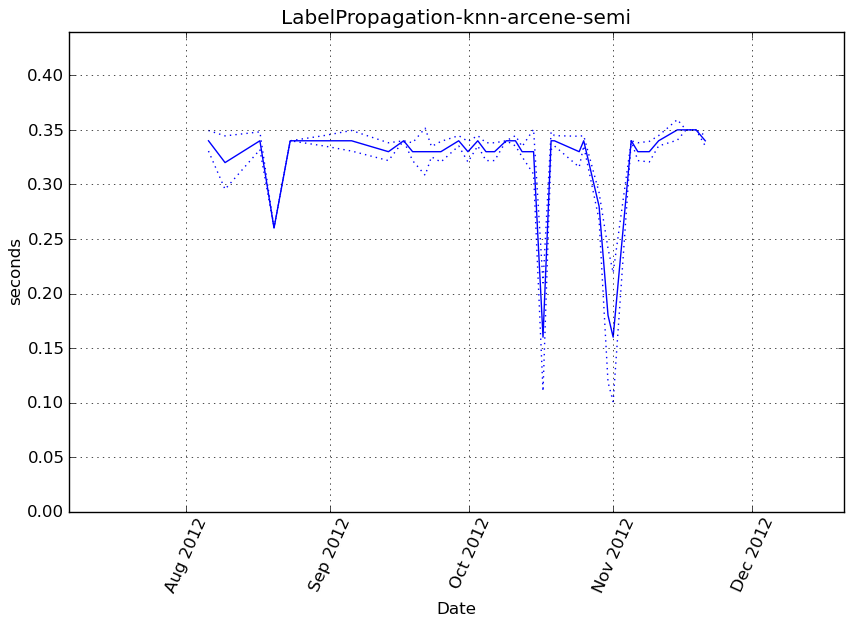 LabelPropagation-knn-arcene-semi
0.40
0.35
0.30
0.25
0.20
0.15
0.10
0.05
0.00
seconds
Aug 2012
Sep 2012
Oct 2012
Nov 2012
Dec 2012
Date